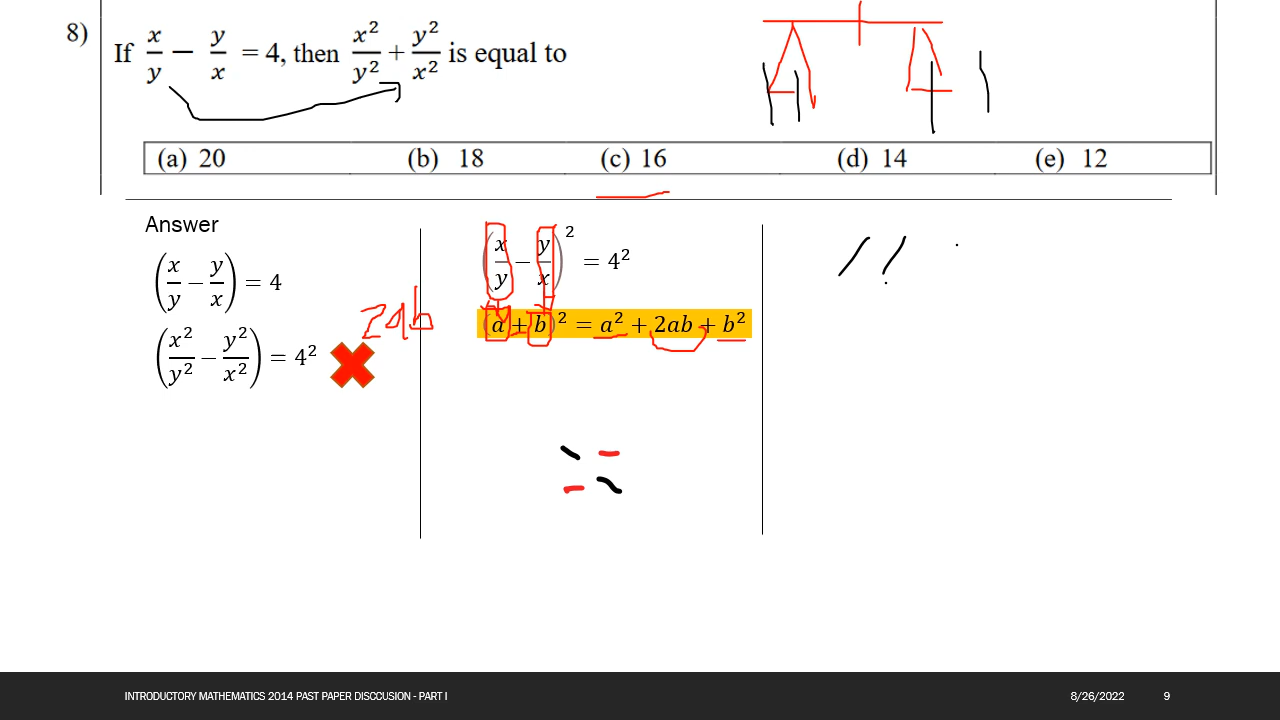 8)
If x/y − y/x = 4, then x²/y² + y²/x² is equal to
(a) 20 (b) 18 (c) 16 (d) 14 (e) 12
Answer
(x/y − y/x) = 4
(x²/y² − y²/x²) = 4²
2ab
(x/y − y/x)² = 4²
(a + b)² = a² + 2ab + b²
INTRODUCTORY MATHEMATICS 2014 PAST PAPER DISCCUSION - PART I 8/26/2022 9